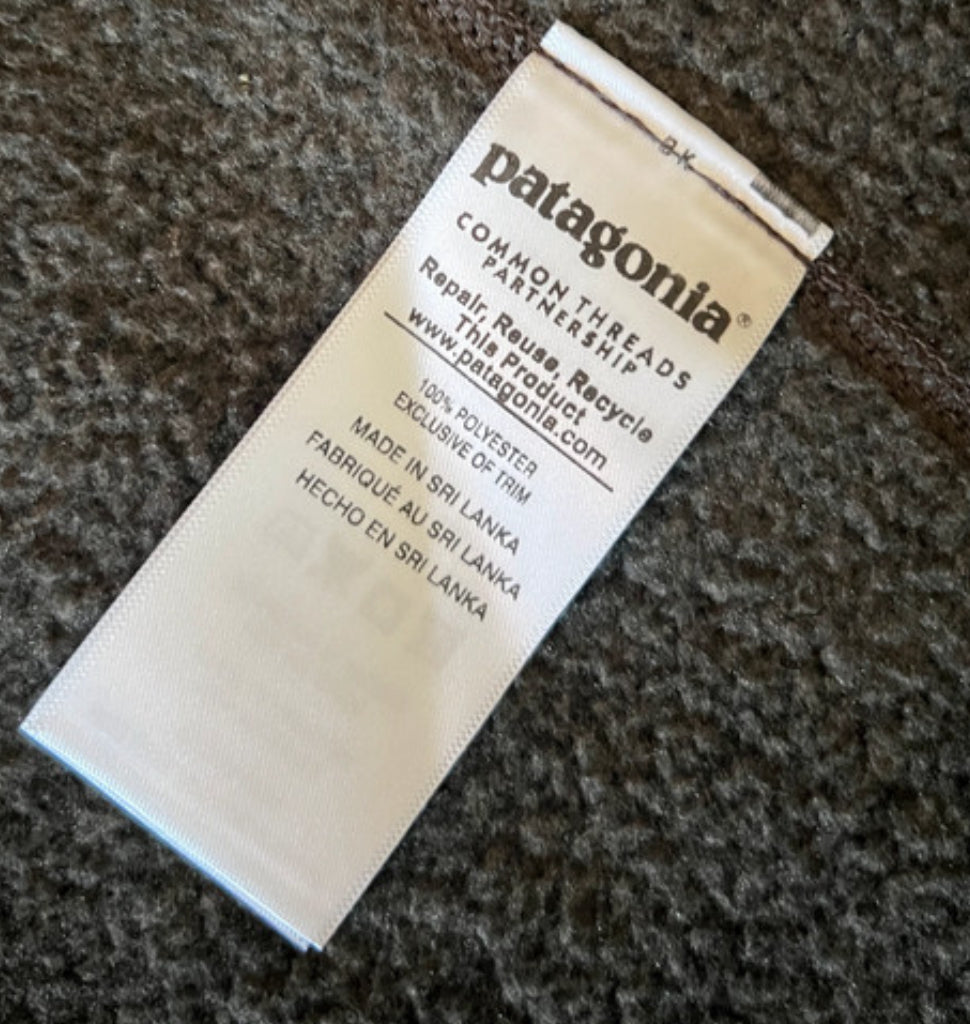 patagonia®
COMMON THREADS
PARTNERSHIP
Repair, Reuse, Recycle
This Product
www.patagonia.com
100% POLYESTER
EXCLUSIVE OF TRIM
MADE IN SRI LANKA
FABRIQUÉ AU SRI LANKA
HECHO EN SRI LANKA